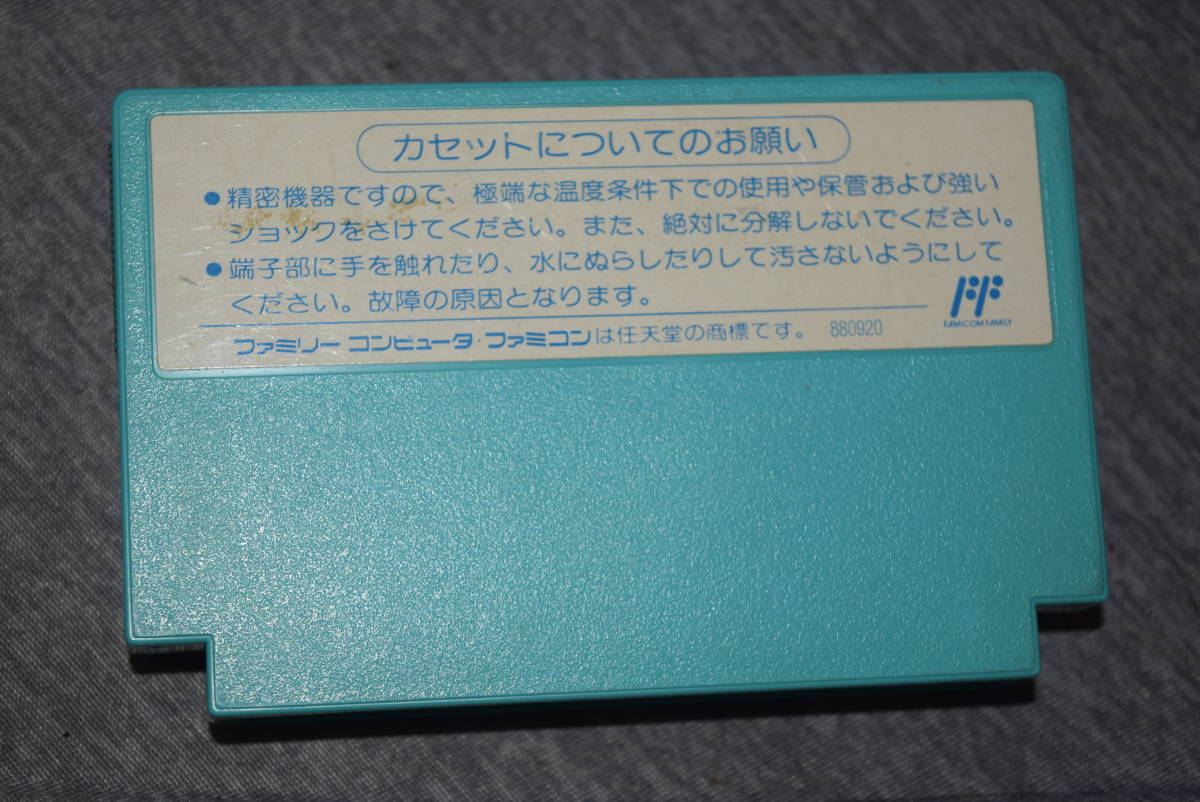 カセットについてのお願い
●精密機器ですので、極端な温度条件下での使用や保管および強い
ショックをさけてください。また、絶対に分解しないでください。
●端子部に手を触れたり、水にぬらしたりして汚さないようにして
ください。故障の原因となります。
FAMICOM FAMILY
ファミリー コンピュータ・ファミコンは任天堂の商標です。 880920